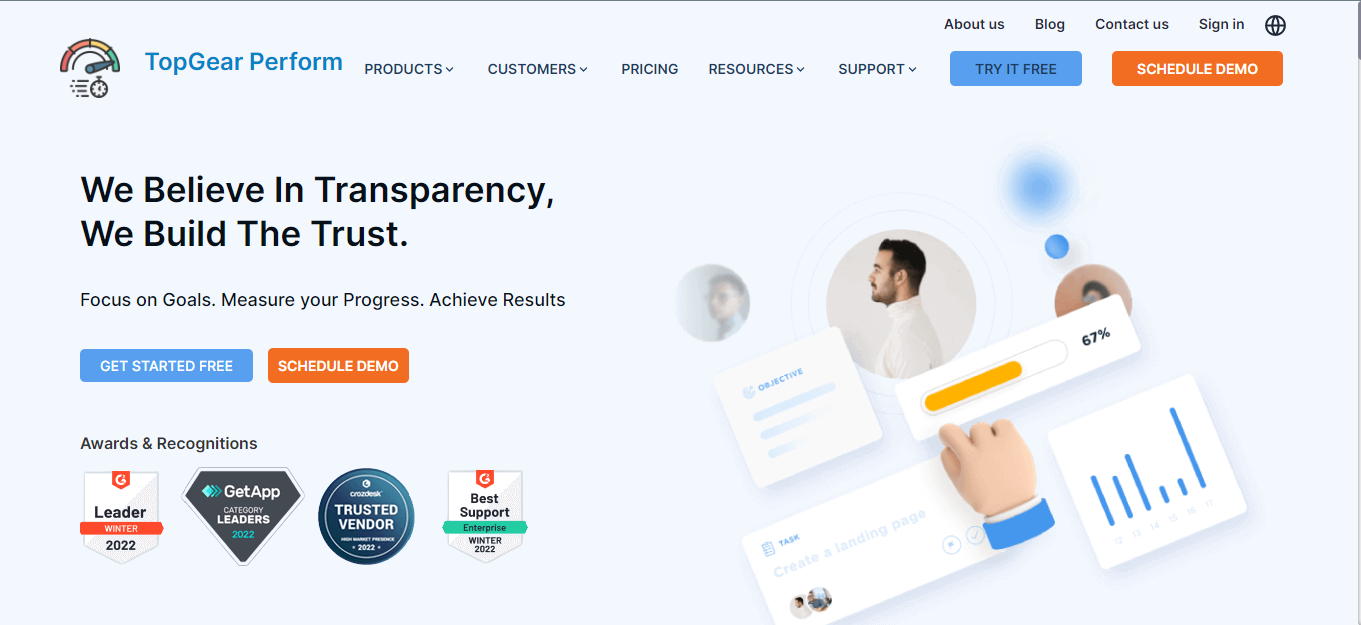 About us Blog Contact us Sign in
TopGear Perform PRODUCTS CUSTOMERS PRICING RESOURCES SUPPORT TRY IT FREE SCHEDULE DEMO
We Believe In Transparency,
We Build The Trust.
Focus on Goals. Measure your Progress. Achieve Results
GET STARTED FREE SCHEDULE DEMO
Awards & Recognitions
Leader
WINTER
2022
GetApp
CATEGORY
LEADERS
2022
crozdesk
TRUSTED
VENDOR
HIGH MARKET PRESENCE
2022
Best
Support
Enterprise
WINTER
2022
OBJECTIVE
67%
TASK
Create a landing page
12 13 14 15 16 17